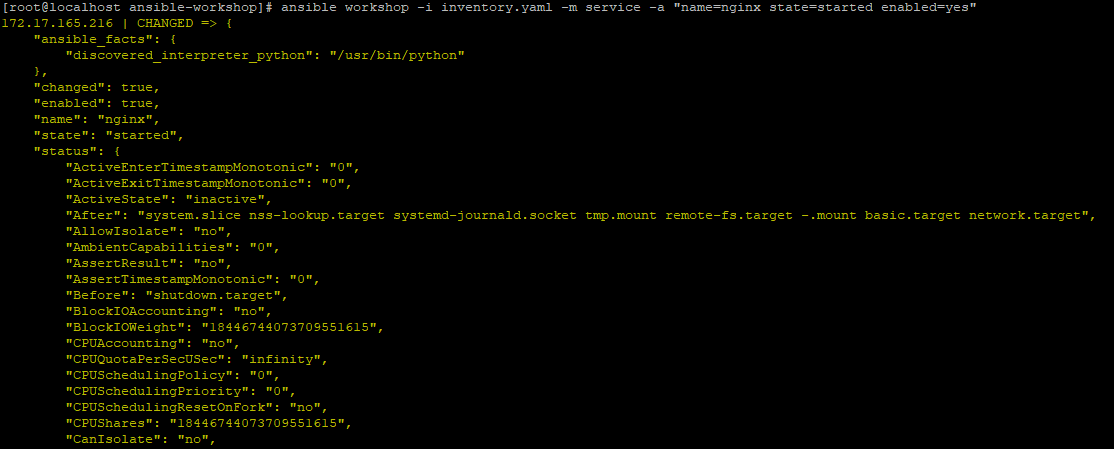 [root@localhost ansible-workshop]# ansible workshop -i inventory.yaml -m service -a "name=nginx state=started enabled=yes"
172.17.165.216 | CHANGED => {
    "ansible_facts": {
        "discovered_interpreter_python": "/usr/bin/python"
    },
    "changed": true,
    "enabled": true,
    "name": "nginx",
    "state": "started",
    "status": {
        "ActiveEnterTimestampMonotonic": "0",
        "ActiveExitTimestampMonotonic": "0",
        "ActiveState": "inactive",
        "After": "system.slice nss-lookup.target systemd-journald.socket tmp.mount remote-fs.target -.mount basic.target network.target",
        "AllowIsolate": "no",
        "AmbientCapabilities": "0",
        "AssertResult": "no",
        "AssertTimestampMonotonic": "0",
        "Before": "shutdown.target",
        "BlockIOAccounting": "no",
        "BlockIOWeight": "18446744073709551615",
        "CPUAccounting": "no",
        "CPUQuotaPerSecUSec": "infinity",
        "CPUSchedulingPolicy": "0",
        "CPUSchedulingPriority": "0",
        "CPUSchedulingResetOnFork": "no",
        "CPUShares": "18446744073709551615",
        "CanIsolate": "no",